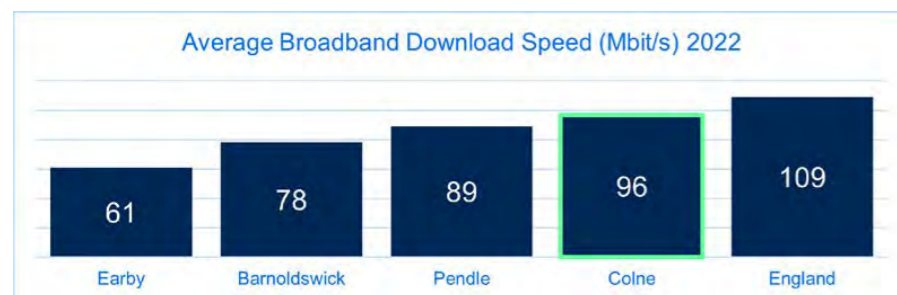 Average Broadband Download Speed (Mbit/s) 2022
61 78 89 96 109
Earby Barnoldswick Pendle Colne England